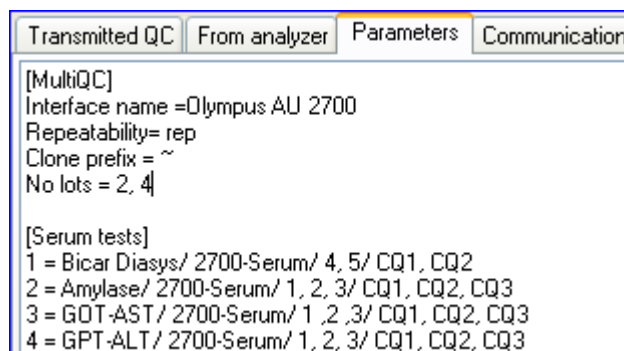 Transmitted QC From analyzer Parameters Communication
[MultiQC]
Interface name =Olympus AU 2700
Repeatability= rep
Clone prefix = ~
No lots = 2, 4
[Serum tests]
1 = Bicar Diasys/ 2700-Serum/ 4, 5/ CQ1, CQ2
2 = Amylase/ 2700-Serum/ 1, 2, 3/ CQ1, CQ2, CQ3
3 = GOT-AST/ 2700-Serum/ 1 ,2 ,3/ CQ1, CQ2, CQ3
4 = GPT-ALT/ 2700-Serum/ 1, 2, 3/ CQ1, CQ2, CQ3